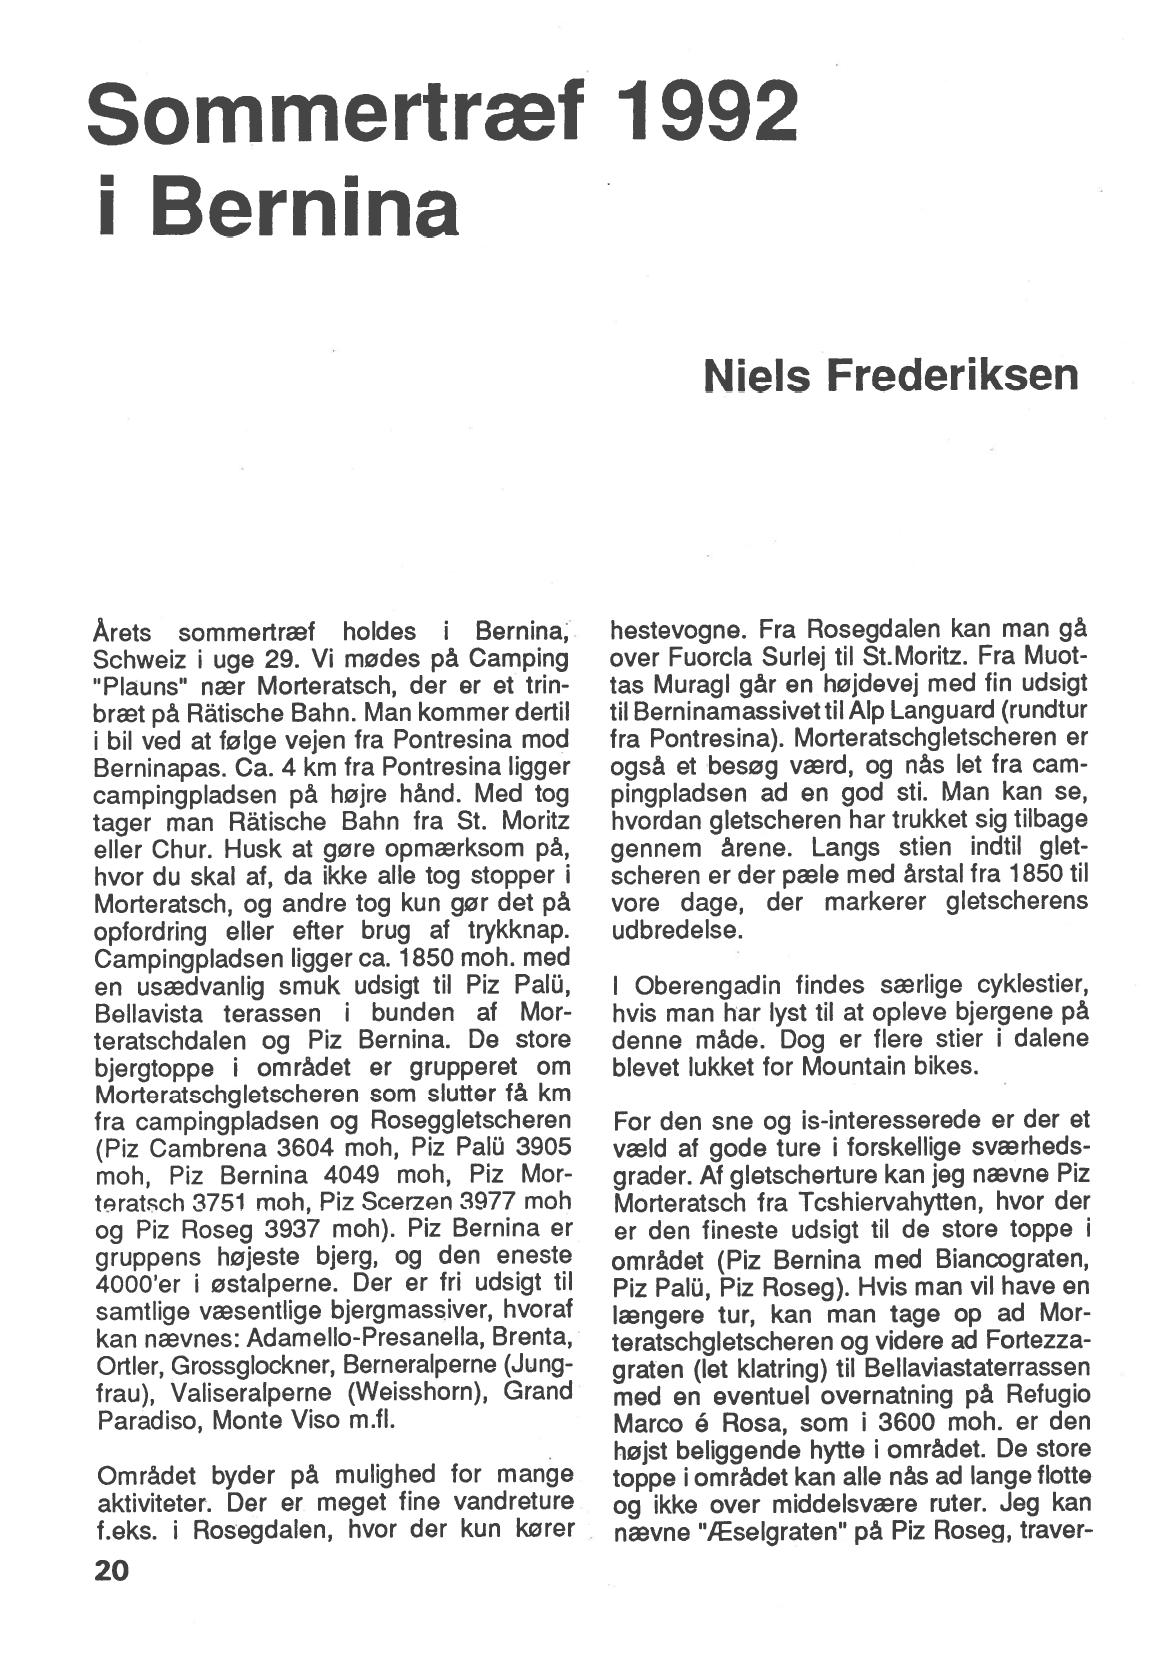 Sommertræf 1992
i Bernina
Niels Frederiksen
Årets sommertræf holdes i Bernina,
Schweiz i uge 29. Vi mødes på Camping
"Plauns" nær Morteratsch, der er et trin-
bræt på Rätische Bahn. Man kommer dertil
i bil ved at følge vejen fra Pontresina mod
Berninapas. Ca. 4 km fra Pontresina ligger
campingpladsen på højre hånd. Med tog
tager man Rätische Bahn fra St. Moritz
eller Chur. Husk at gøre opmærksom på,
hvor du skal af, da ikke alle tog stopper i
Morteratsch, og andre tog kun gør det på
opfordring eller efter brug af trykknap.
Campingpladsen ligger ca. 1850 moh. med
en usædvanlig smuk udsigt til Piz Palü,
Bellavista terassen i bunden af Mor-
teratschdalen og Piz Bernina. De store
bjergtoppe i området er grupperet om
Morteratschgletscheren som slutter få km
fra campingpladsen og Roseggletscheren
(Piz Cambrena 3604 moh, Piz Palü 3905
moh, Piz Bernina 4049 moh, Piz Mor-
teratsch 3751 moh, Piz Scerzen 3977 moh
og Piz Roseg 3937 moh). Piz Bernina er
gruppens højeste bjerg, og den eneste
4000'er i østalperne. Der er fri udsigt til
samtlige væsentlige bjergmassiver, hvoraf
kan nævnes: Adamello-Presanella, Brenta,
Ortler, Grossglockner, Berneralperne (Jung-
frau), Valiseralperne (Weisshorn), Grand
Paradiso, Monte Viso m.fl.
Området byder på mulighed for mange
aktiviteter. Der er meget fine vandreture
f.eks. i Rosegdalen, hvor der kun kører
20
hestevogne. Fra Rosegdalen kan man gå
over Fuorcla Surlej til St.Moritz. Fra Muot-
tas Muragl går en højdevej med fin udsigt
til Berninamassivet til Alp Languard (rundtur
fra Pontresina). Morteratschgletscheren er
også et besøg værd, og nås let fra cam-
pingpladsen ad en god sti. Man kan se,
hvordan gletscheren har trukket sig tilbage
gennem årene. Langs stien indtil glet-
scheren er der pæle med årstal fra 1850 til
vore dage, der markerer gletscherens
udbredelse.
I Oberengadin findes særlige cyklestier,
hvis man har lyst til at opleve bjergene på
denne måde. Dog er flere stier i dalene
blevet lukket for Mountain bikes.
For den sne og is-interesserede er der et
væld af gode ture i forskellige sværheds-
grader. Af gletscherture kan jeg nævne Piz
Morteratsch fra Tcshiervahytten, hvor der
er den fineste udsigt til de store toppe i
området (Piz Bernina med Biancograten,
Piz Palü, Piz Roseg). Hvis man vil have en
længere tur, kan man tage op ad Mor-
teratschgletscheren og videre ad Fortezza-
graten (let klatring) til Bellaviastaterrassen
med en eventuel overnatning på Refugio
Marco é Rosa, som i 3600 moh. er den
højst beliggende hytte i området. De store
toppe i området kan alle nås ad lange flotte
og ikke over middelsvære ruter. Jeg kan
nævne "Æselgraten" på Piz Roseg, traver-